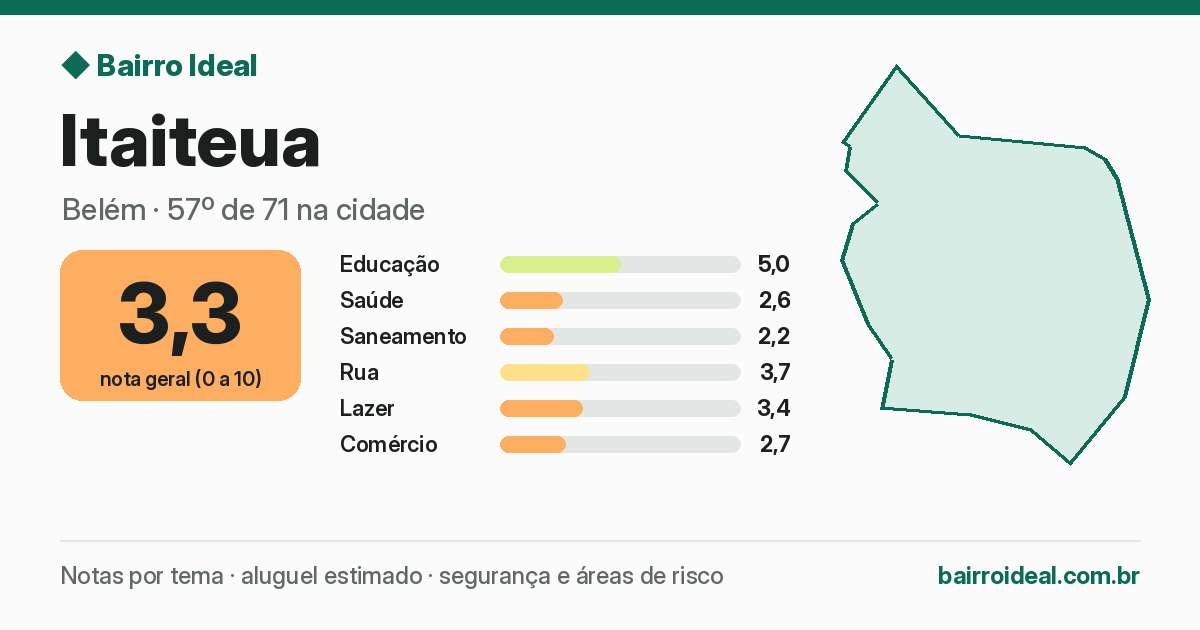 Bairro Ideal
Itaiteua
Belém · 57º de 71 na cidade
3,3
nota geral (0 a 10)
Educação 5,0
Saúde 2,6
Saneamento 2,2
Rua 3,7
Lazer 3,4
Comércio 2,7
Notas por tema · aluguel estimado · segurança e áreas de risco
bairroideal.com.br